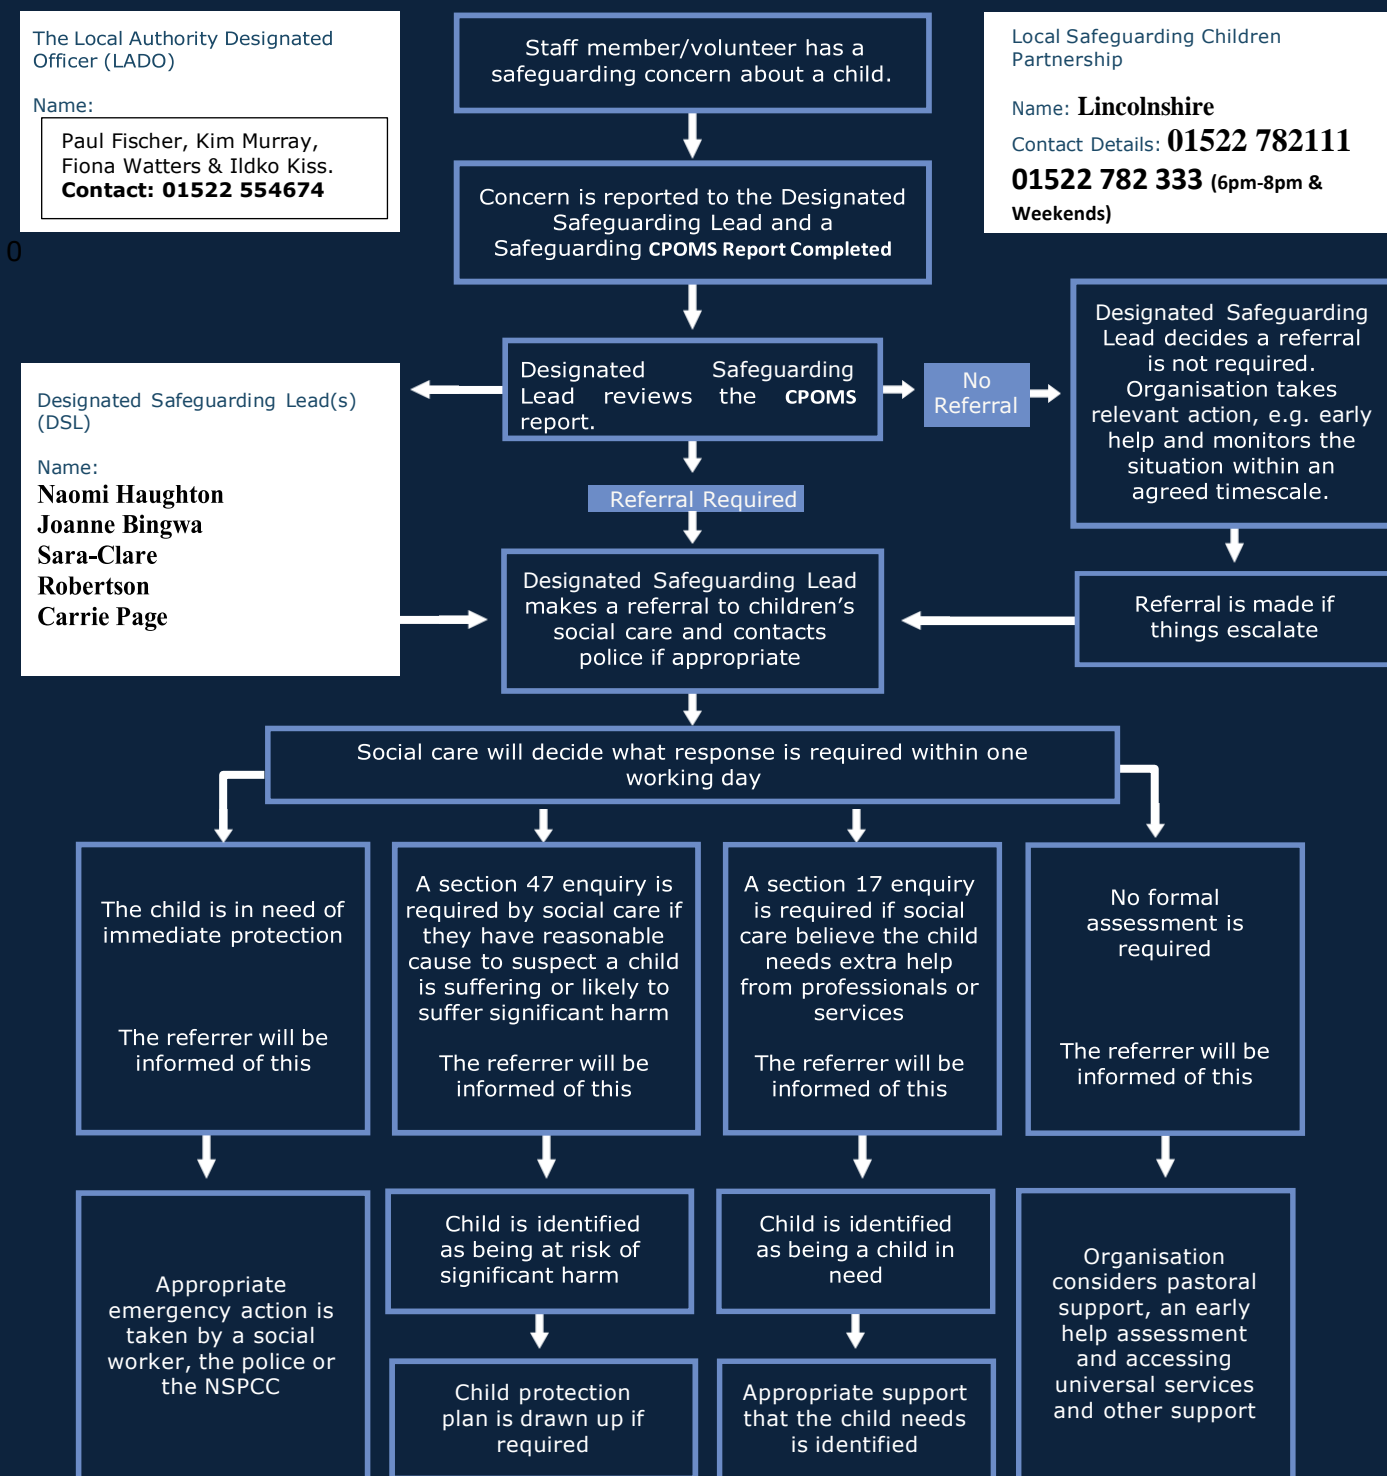 The Local Authority Designated
Officer (LADO)
Name:
Paul Fischer, Kim Murray,
Fiona Watters & Ildko Kiss.
Contact: 01522 554674
0
Staff member/volunteer has a
safeguarding concern about a child.
Local Safeguarding Children
Partnership
Name: Lincolnshire
Contact Details: 01522 782111
01522 782 333 (6pm-8pm &
Weekends)
Concern is reported to the Designated
Safeguarding Lead and a
Safeguarding CPOMS Report Completed
Designated Safeguarding
Lead reviews the CPOMS
report.
No
Referral
Designated Safeguarding
Lead decides a referral
is not required.
Organisation takes
relevant action, e.g. early
help and monitors the
situation within an
agreed timescale.
Designated Safeguarding Lead(s)
(DSL)
Name:
Naomi Haughton
Joanne Bingwa
Sara-Clare
Robertson
Carrie Page
Referral Required
Designated Safeguarding Lead
makes a referral to children’s
social care and contacts
police if appropriate
Referral is made if
things escalate
Social care will decide what response is required within one
working day
The child is in need of
immediate protection
The referrer will be
informed of this
A section 47 enquiry is
required by social care if
they have reasonable
cause to suspect a child
is suffering or likely to
suffer significant harm
The referrer will be
informed of this
A section 17 enquiry
is required if social
care believe the child
needs extra help
from professionals or
services
The referrer will be
informed of this
No formal
assessment is
required
The referrer will be
informed of this
Appropriate
emergency action is
taken by a social
worker, the police or
the NSPCC
Child is identified
as being at risk of
significant harm
Child is identified
as being a child in
need
Organisation
considers pastoral
support, an early
help assessment
and accessing
universal services
and other support
Child protection
plan is drawn up if
required
Appropriate support
that the child needs
is identified